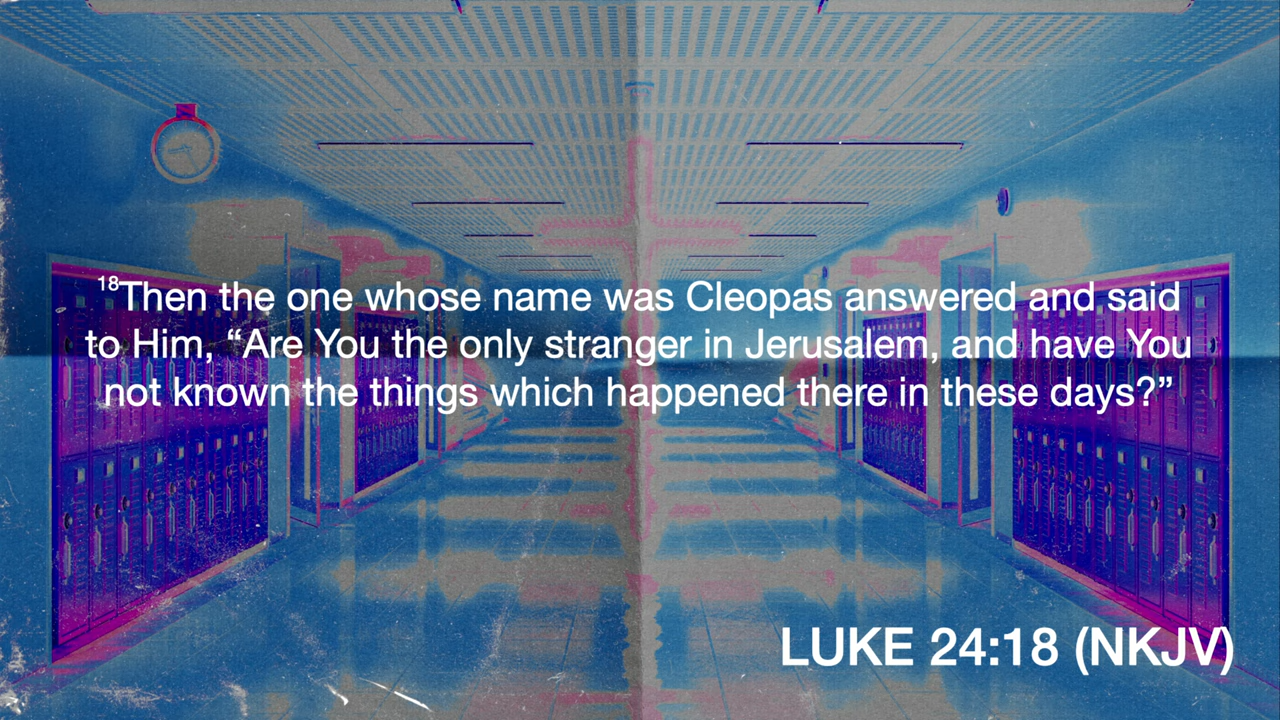 18Then the one whose name was Cleopas answered and said
to Him, “Are You the only stranger in Jerusalem, and have You
not known the things which happened there in these days?”
LUKE 24:18 (NKJV)